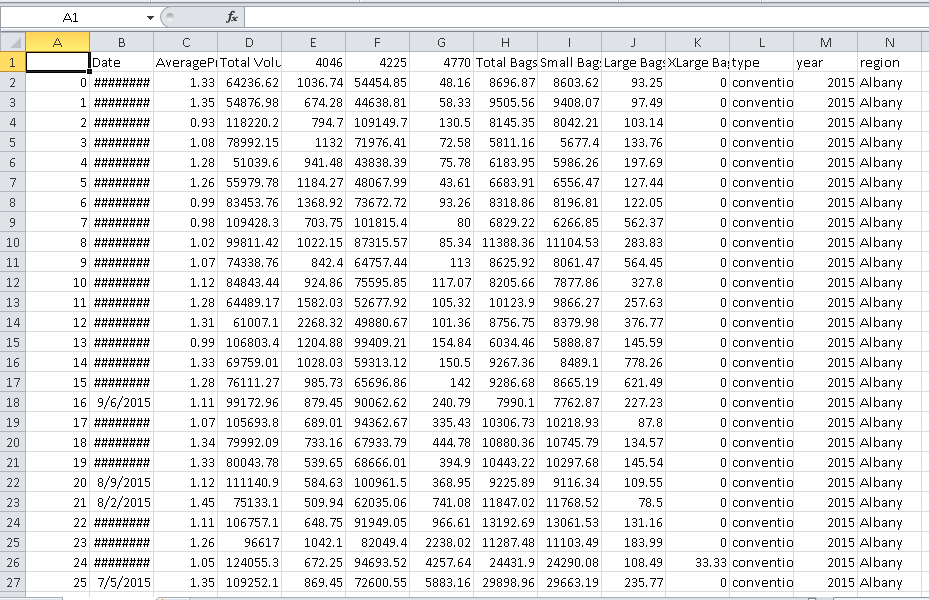 A1 fx
A B C D E F G H I J K L M N
1 Date AveragePr Total Volu 4046 4225 4770 Total Bags Small Bag Large Bags XLarge Ba type year region
2 0 ######## 1.33 64236.62 1036.74 54454.85 48.16 8696.87 8603.62 93.25 0 conventio 2015 Albany
3 1 ######## 1.35 54876.98 674.28 44638.81 58.33 9505.56 9408.07 97.49 0 conventio 2015 Albany
4 2 ######## 0.93 118220.2 794.7 109149.7 130.5 8145.35 8042.21 103.14 0 conventio 2015 Albany
5 3 ######## 1.08 78992.15 1132 71976.41 72.58 5811.16 5677.4 133.76 0 conventio 2015 Albany
6 4 ######## 1.28 51039.6 941.48 43838.39 75.78 6183.95 5986.26 197.69 0 conventio 2015 Albany
7 5 ######## 1.26 55979.78 1184.27 48067.99 43.61 6683.91 6556.47 127.44 0 conventio 2015 Albany
8 6 ######## 0.99 83453.76 1368.92 73672.72 93.26 8318.86 8196.81 122.05 0 conventio 2015 Albany
9 7 ######## 0.98 109428.3 703.75 101815.4 80 6829.22 6266.85 562.37 0 conventio 2015 Albany
10 8 ######## 1.02 99811.42 1022.15 87315.57 85.34 11388.36 11104.53 283.83 0 conventio 2015 Albany
11 9 ######## 1.07 74338.76 842.4 64757.44 113 8625.92 8061.47 564.45 0 conventio 2015 Albany
12 10 ######## 1.12 84843.44 924.86 75595.85 117.07 8205.66 7877.86 327.8 0 conventio 2015 Albany
13 11 ######## 1.28 64489.17 1582.03 52677.92 105.32 10123.9 9866.27 257.63 0 conventio 2015 Albany
14 12 ######## 1.31 61007.1 2268.32 49880.67 101.36 8756.75 8379.98 376.77 0 conventio 2015 Albany
15 13 ######## 0.99 106803.4 1204.88 99409.21 154.84 6034.46 5888.87 145.59 0 conventio 2015 Albany
16 14 ######## 1.33 69759.01 1028.03 59313.12 150.5 9267.36 8489.1 778.26 0 conventio 2015 Albany
17 15 ######## 1.28 76111.27 985.73 65696.86 142 9286.68 8665.19 621.49 0 conventio 2015 Albany
18 16 9/6/2015 1.11 99172.96 879.45 90062.62 240.79 7990.1 7762.87 227.23 0 conventio 2015 Albany
19 17 ######## 1.07 105693.8 689.01 94362.67 335.43 10306.73 10218.93 87.8 0 conventio 2015 Albany
20 18 ######## 1.34 79992.09 733.16 67933.79 444.78 10880.36 10745.79 134.57 0 conventio 2015 Albany
21 19 ######## 1.33 80043.78 539.65 68666.01 394.9 10443.22 10297.68 145.54 0 conventio 2015 Albany
22 20 8/9/2015 1.12 111140.9 584.63 100961.5 368.95 9225.89 9116.34 109.55 0 conventio 2015 Albany
23 21 8/2/2015 1.45 75133.1 509.94 62035.06 741.08 11847.02 11768.52 78.5 0 conventio 2015 Albany
24 22 ######## 1.11 106757.1 648.75 91949.05 966.61 13192.69 13061.53 131.16 0 conventio 2015 Albany
25 23 ######## 1.26 96617 1042.1 82049.4 2238.02 11287.48 11103.49 183.99 0 conventio 2015 Albany
26 24 ######## 1.05 124055.3 672.25 94693.52 4257.64 24431.9 24290.08 108.49 33.33 conventio 2015 Albany
27 25 7/5/2015 1.35 109252.1 869.45 72600.55 5883.16 29898.96 29663.19 235.77 0 conventio 2015 Albany